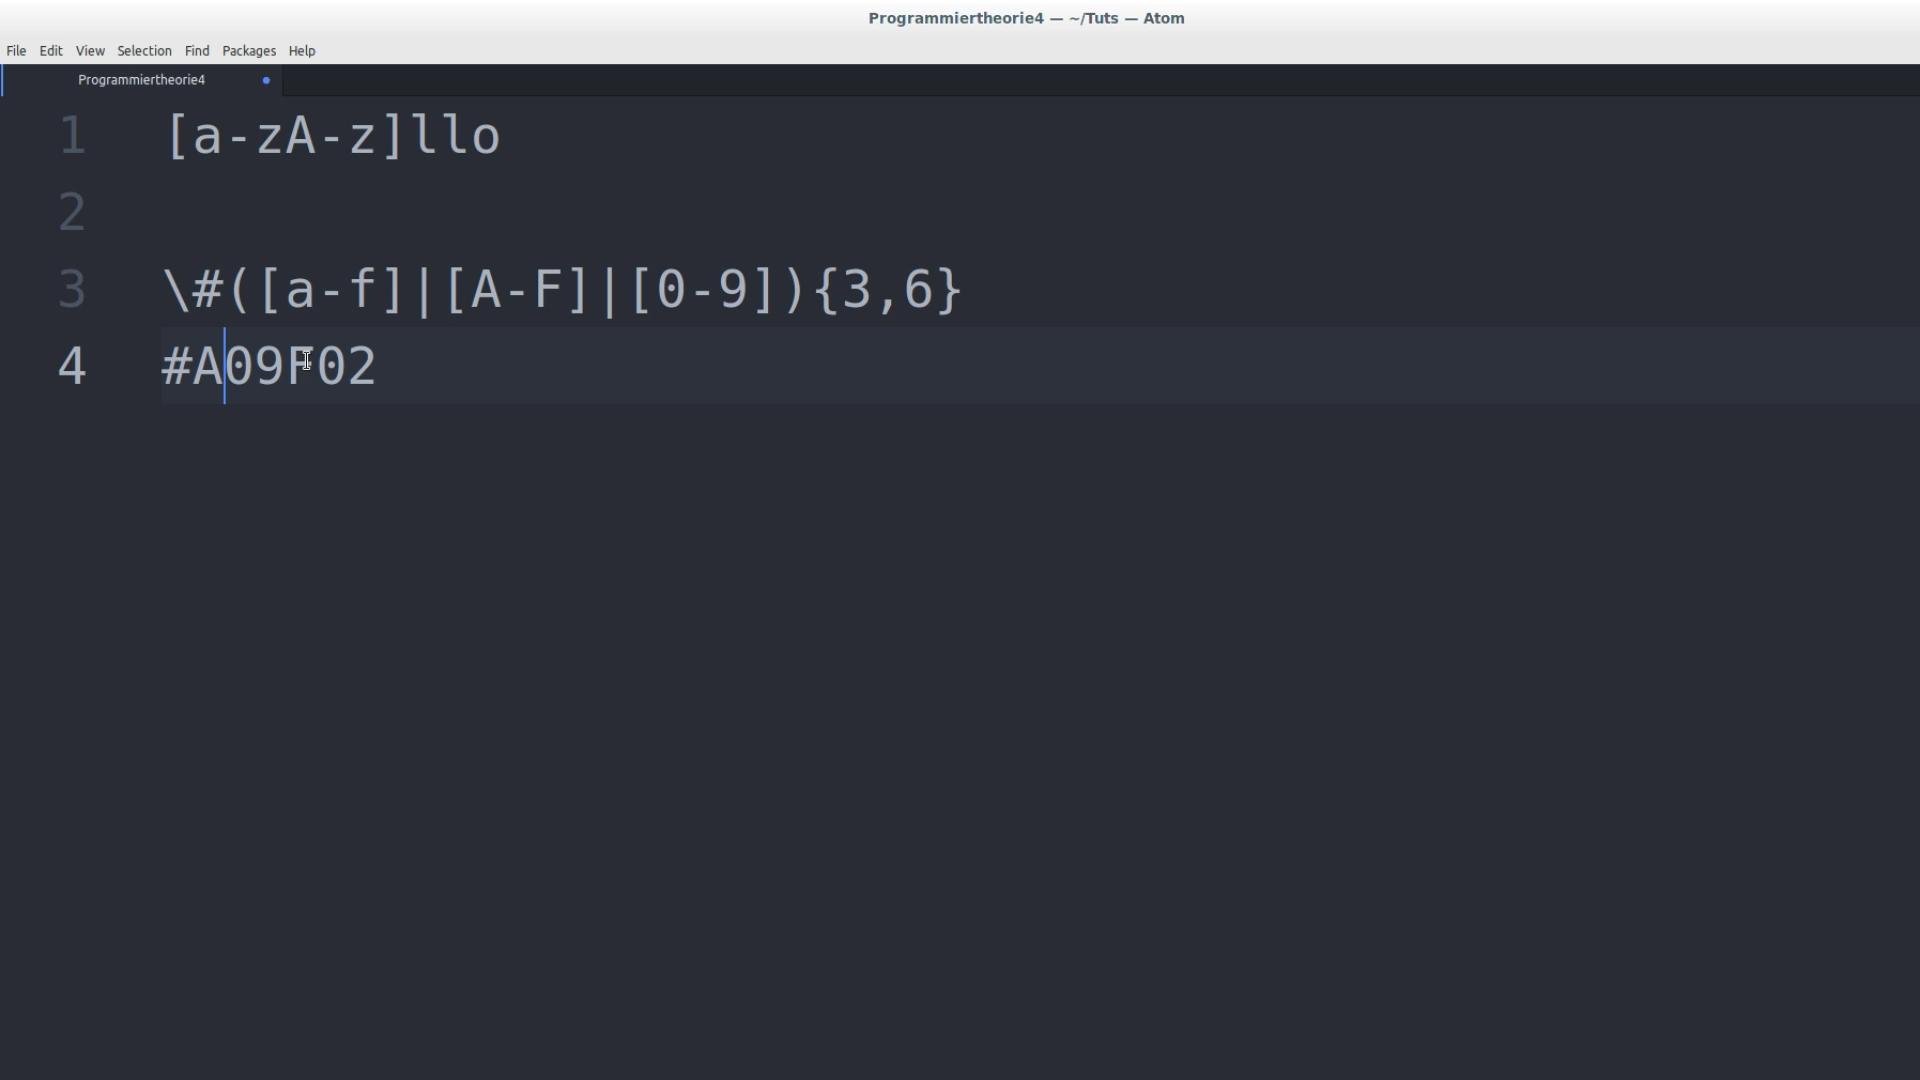 Programmiertheorie4 — ~/Tuts — Atom
File Edit View Selection Find Packages Help
Programmiertheorie4
1 [a-zA-z]llo
2
3 \#([a-f]|[A-F]|[0-9]){3,6}
4 #A09F02